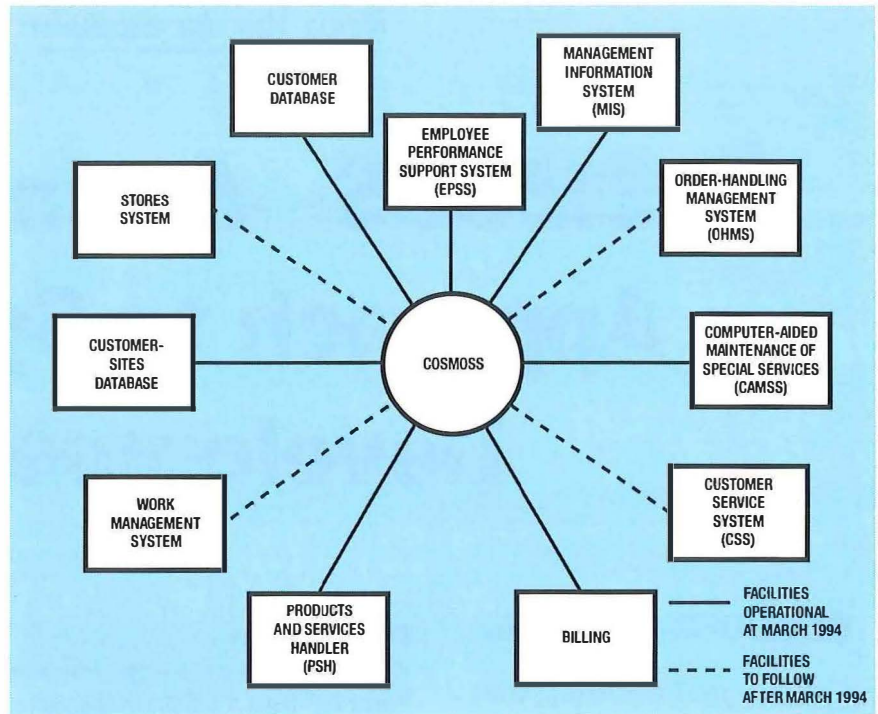 CUSTOMER
DATABASE
MANAGEMENT
INFORMATION
SYSTEM
(MIS)
EMPLOYEE
PERFORMANCE
SUPPORT SYSTEM
(EPSS)
STORES
SYSTEM
ORDER-HANDLING
MANAGEMENT
SYSTEM
(OHMS)
CUSTOMER-
SITES
DATABASE
COSMOSS
COMPUTER-AIDED
MAINTENANCE OF
SPECIAL SERVICES
(CAMSS)
WORK
MANAGEMENT
SYSTEM
CUSTOMER
SERVICE
SYSTEM
(CSS)
PRODUCTS
AND SERVICES
HANDLER
(PSH)
BILLING
FACILITIES
OPERATIONAL
AT MARCH 1994
FACILITIES
TO FOLLOW
AFTER MARCH 1994